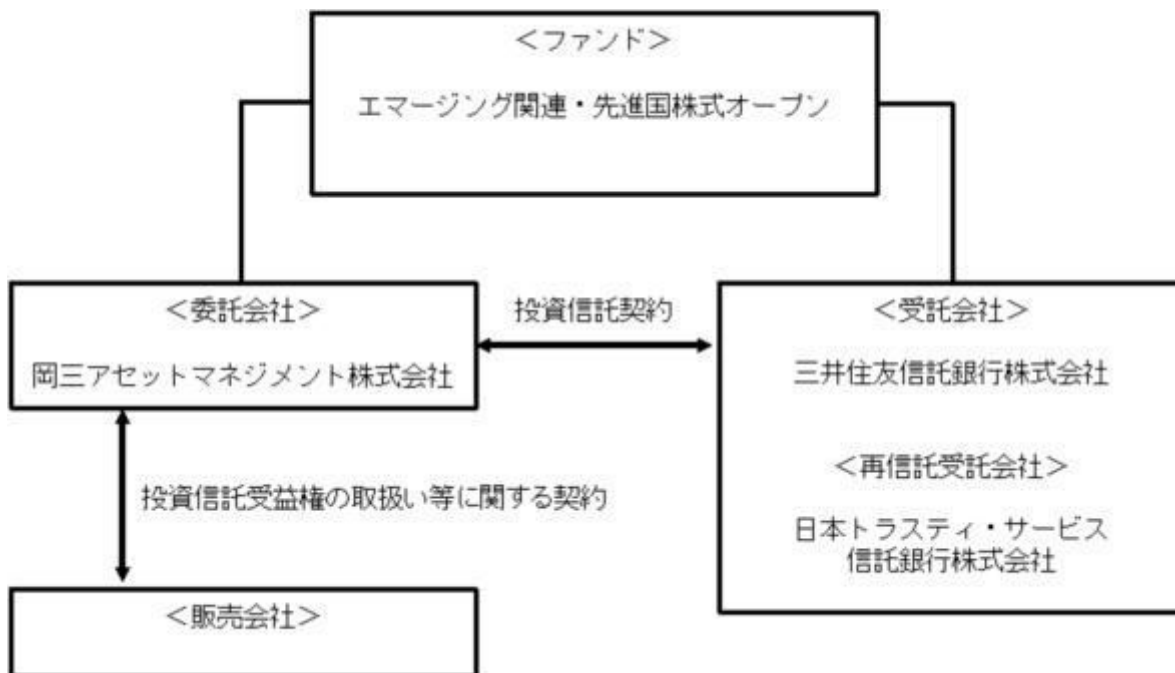 ＜ファンド＞
エマージング関連・先進国株式オープン
＜委託会社＞
岡三アセットマネジメント株式会社
投資信託契約
＜受託会社＞
三井住友信託銀行株式会社
＜再信託受託会社＞
日本トラスティ・サービス
信託銀行株式会社
投資信託受益権の取扱い等に関する契約
＜販売会社＞